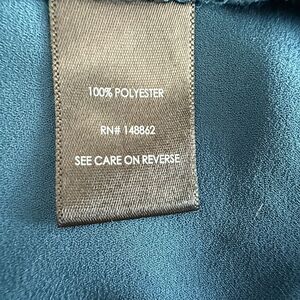 100% POLYESTER
RN# 148862
SEE CARE ON REVERSE